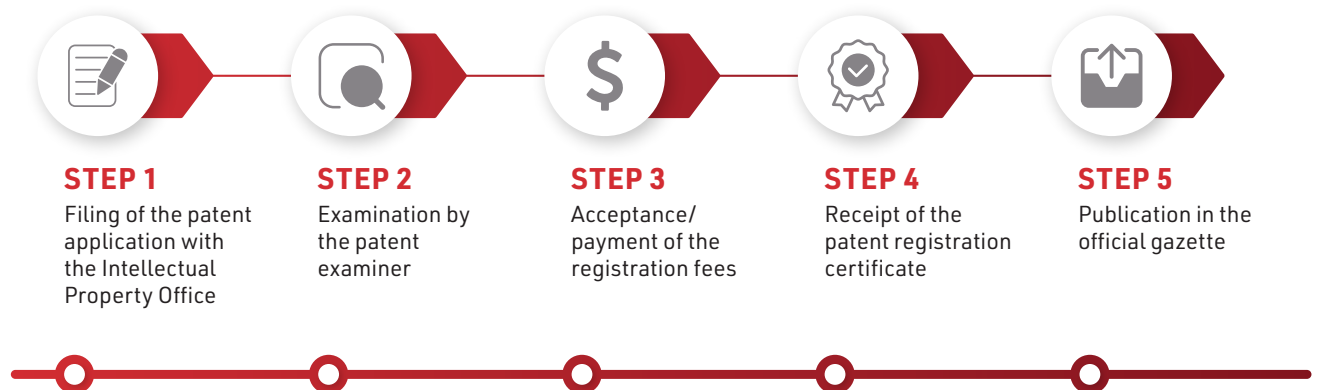 $
STEP 1
Filing of the patent
application with
the Intellectual
Property Office
STEP 2
Examination by
the patent
examiner
STEP 3
Acceptance/
payment of the
registration fees
STEP 4
Receipt of the
patent registration
certificate
STEP 5
Publication in the
official gazette